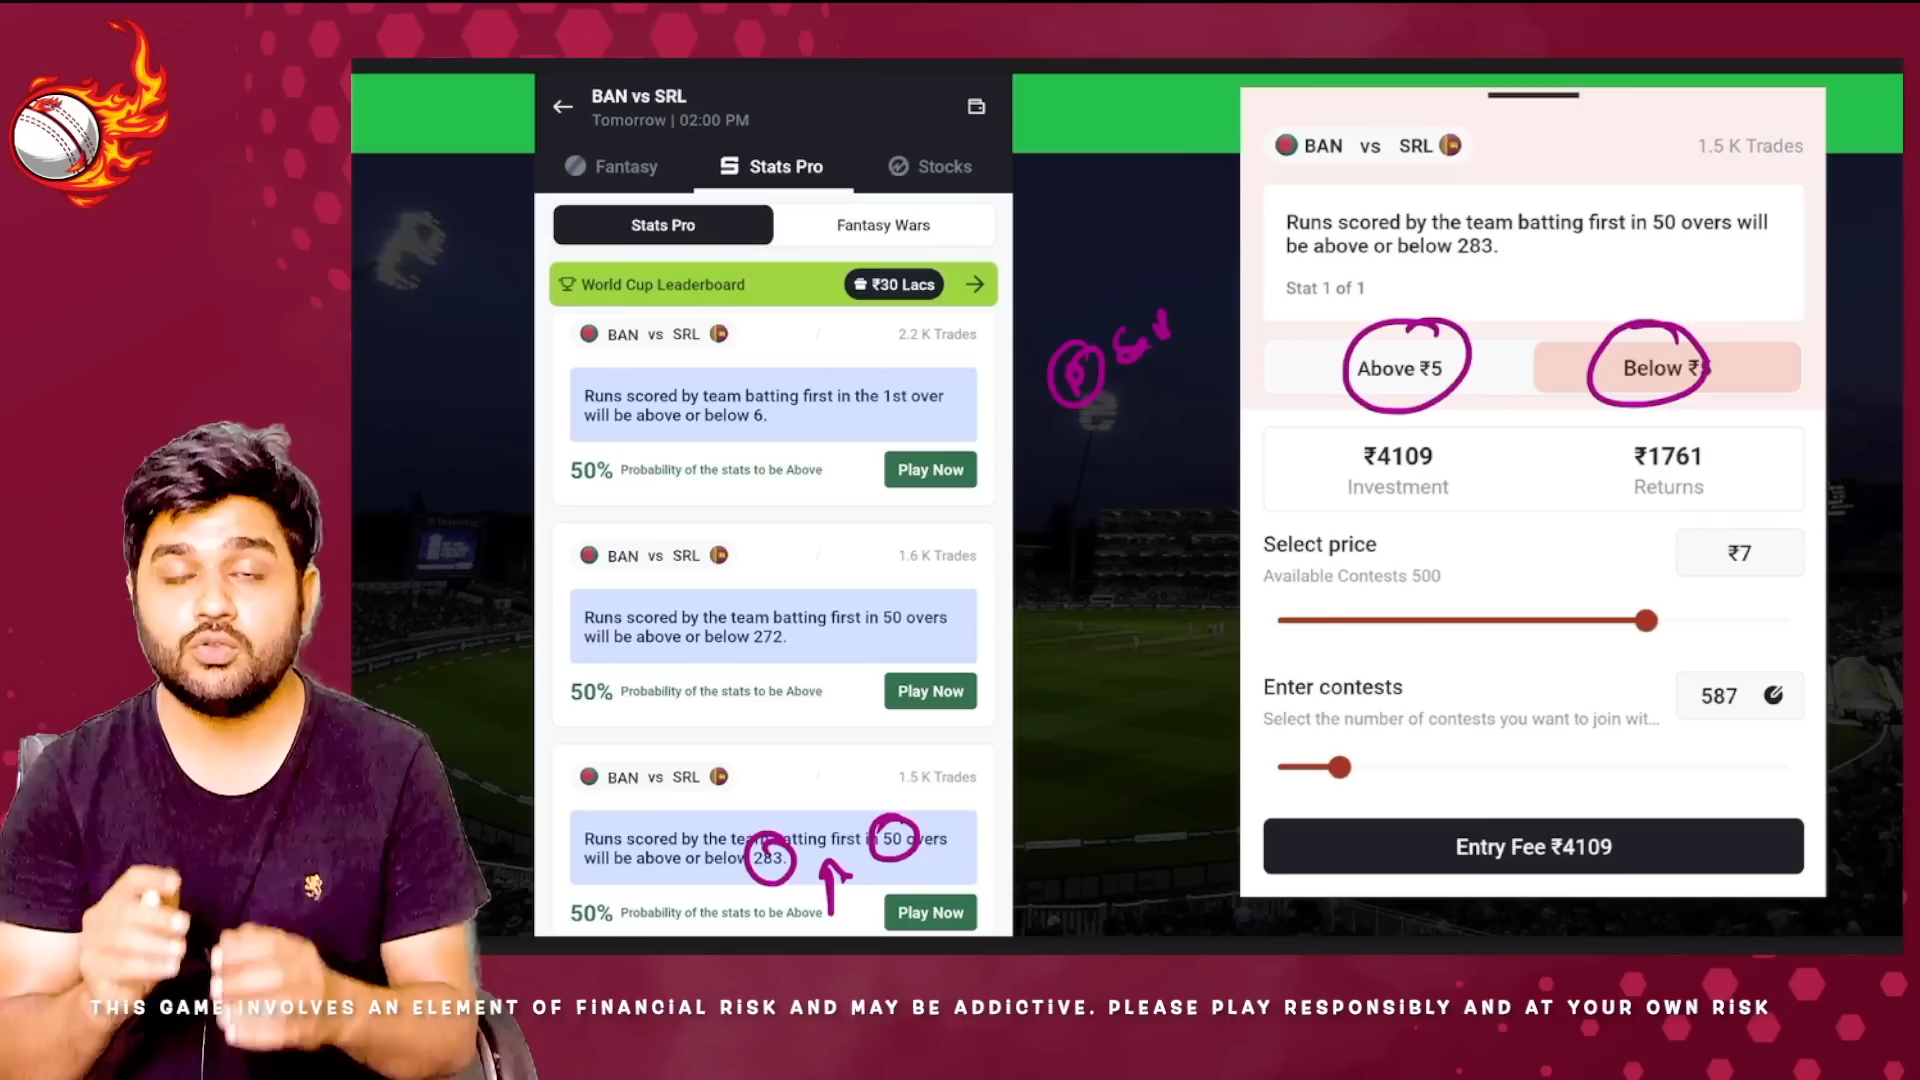 BAN vs SRL
Tomorrow | 02:00 PM
Fantasy
Stats Pro
Stocks
Stats Pro
Fantasy Wars
World Cup Leaderboard
₹30 Lacs
BAN vs SRL
2.2 K Trades
Runs scored by team batting first in the 1st over
will be above or below 6.
50% Probability of the stats to be Above
Play Now
BAN vs SRL
1.6 K Trades
Runs scored by the team batting first in 50 overs
will be above or below 272.
50% Probability of the stats to be Above
Play Now
BAN vs SRL
1.5 K Trades
Runs scored by the team batting first in 50 overs
will be above or below 283.
50% Probability of the stats to be Above
Play Now
BAN vs SRL
1.5 K Trades
Runs scored by the team batting first in 50 overs will
be above or below 283.
Stat 1 of 1
Above ₹5
Below ₹5
₹4109
Investment
₹1761
Returns
Select price
₹7
Available Contests 500
Enter contests
587
Select the number of contests you want to join wit...
Entry Fee ₹4109
THIS GAME INVOLVES AN ELEMENT OF FINANCIAL RISK AND MAY BE ADDICTIVE. PLEASE PLAY RESPONSIBLY AND AT YOUR OWN RISK